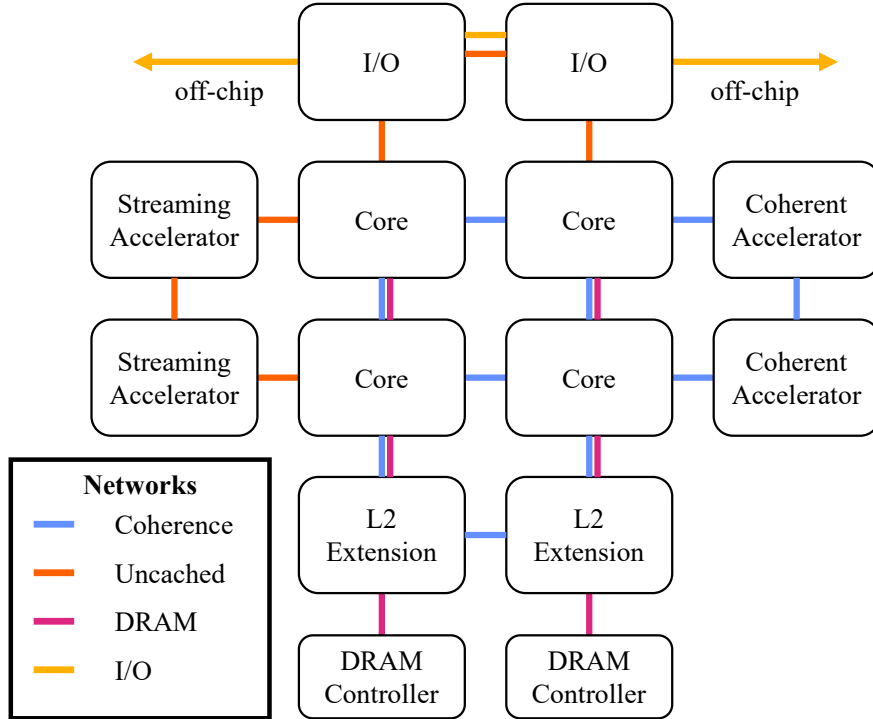 I/O
I/O
off-chip
off-chip
Streaming
Accelerator
Core
Core
Coherent
Accelerator
Streaming
Accelerator
Core
Core
Coherent
Accelerator
Networks
Coherence
Uncached
DRAM
I/O
L2
Extension
L2
Extension
DRAM
Controller
DRAM
Controller